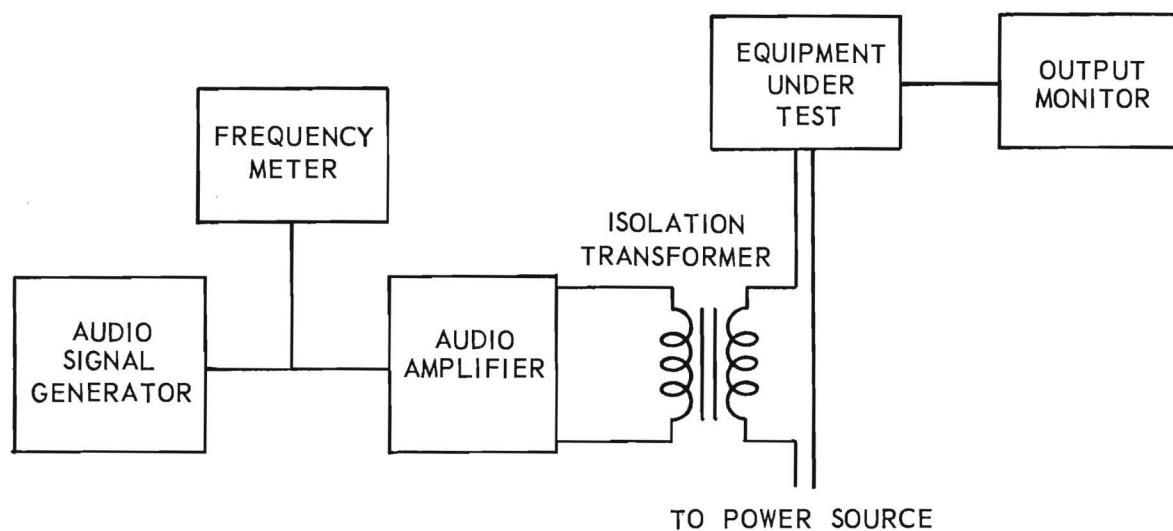 EQUIPMENT
UNDER
TEST
OUTPUT
MONITOR
FREQUENCY
METER
ISOLATION
TRANSFORMER
AUDIO
SIGNAL
GENERATOR
AUDIO
AMPLIFIER
TO POWER SOURCE